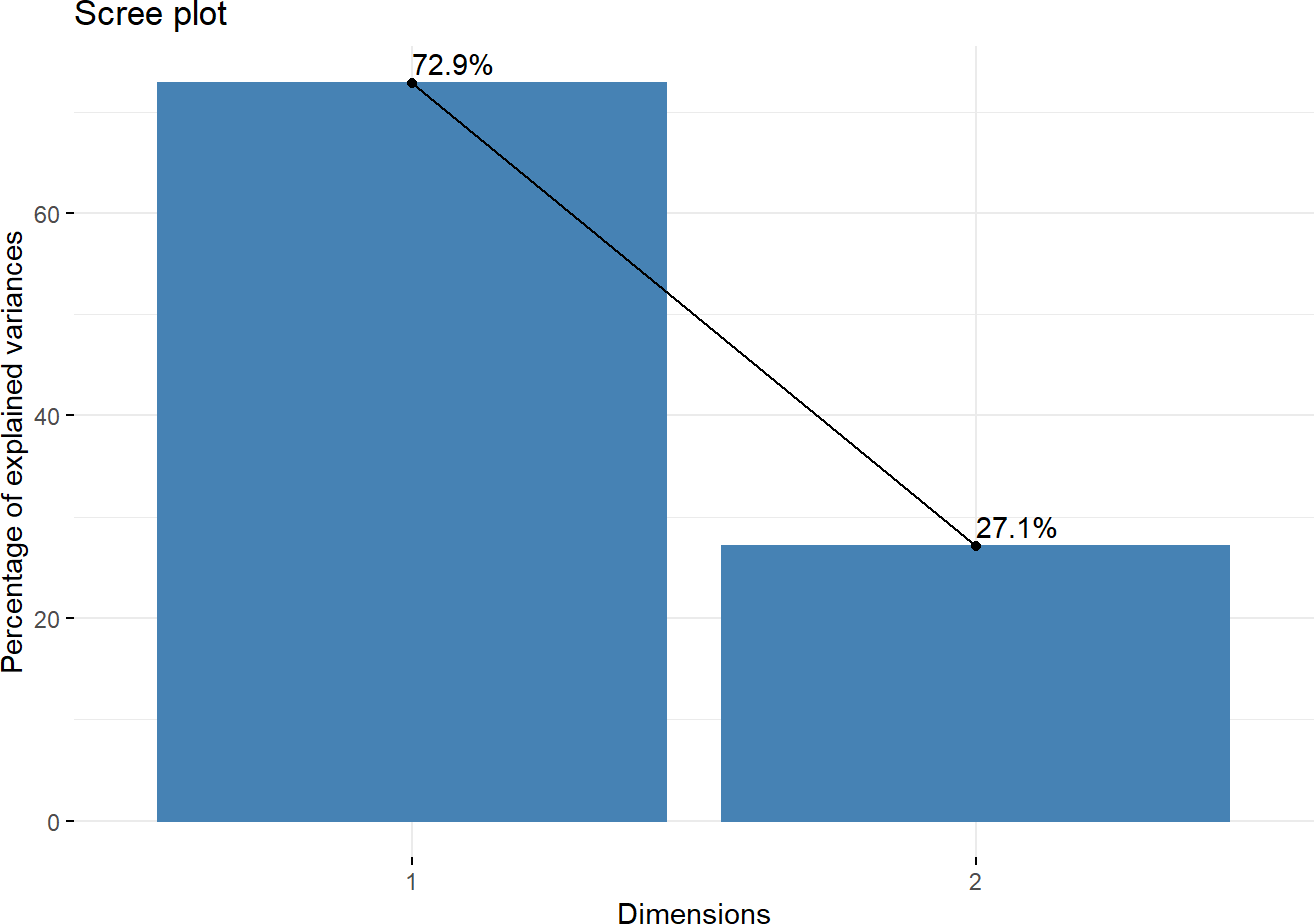 Scree plot
72.9%
27.1%
60
40
20
0
Percentage of explained variances
1
2
Dimensions